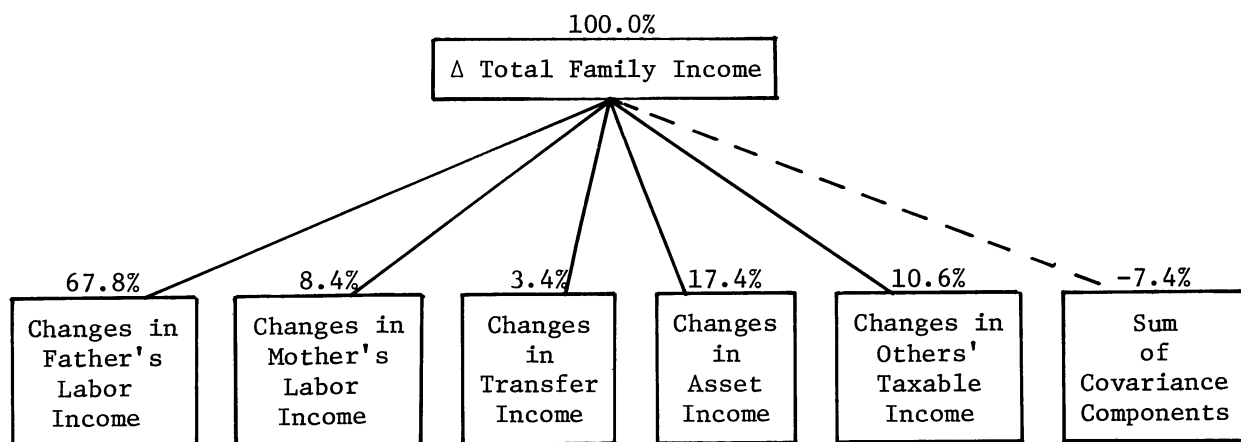 100.0%
Δ Total Family Income
67.8%
Changes in
Father's
Labor
Income
8.4%
Changes in
Mother's
Labor
Income
3.4%
Changes
in
Transfer
Income
17.4%
Changes
in
Asset
Income
10.6%
Changes in
Others'
Taxable
Income
-7.4%
Sum
of
Covariance
Components